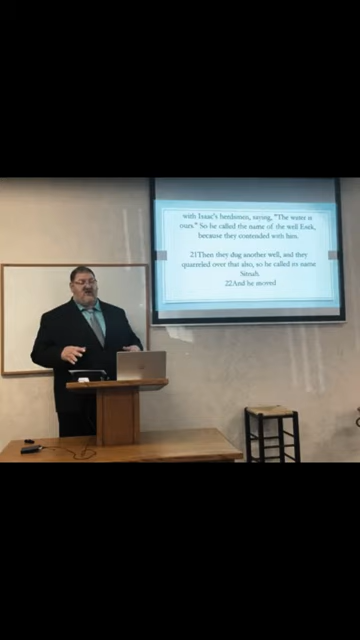 with Isaac's herdsmen, saying, "The water is
ours." So he called the name of the well Esek,
because they contended with him.
21Then they dug another well, and they
quarreled over that also, so he called its name
Sitnah.
22And he moved